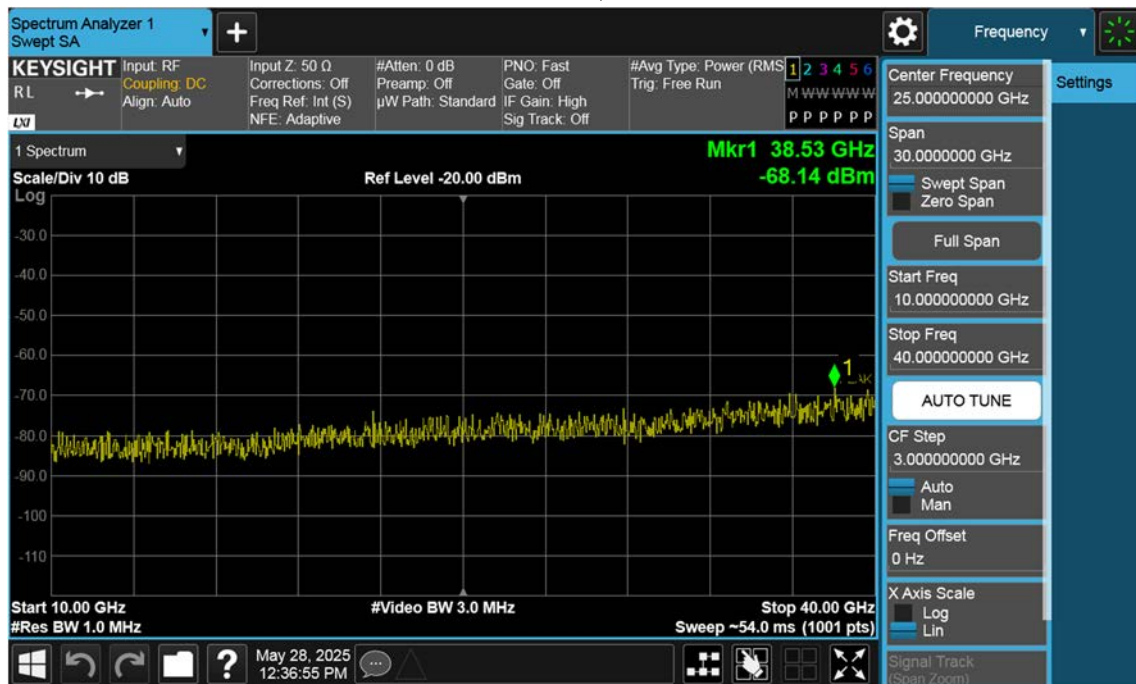 Spectrum Analyzer 1
Swept SA
Frequency
KEYSIGHT
RL
LXI
Input: RF
Coupling: DC
Align: Auto
Input Z: 50 Ω
Corrections: Off
Freq Ref: Int (S)
NFE: Adaptive
#Atten: 0 dB
Preamp: Off
µW Path: Standard
PNO: Fast
Gate: Off
IF Gain: High
Sig Track: Off
#Avg Type: Power (RMS
Trig: Free Run
1 2 3 4 5 6
M W W W W W
P P P P P P
1 Spectrum
Scale/Div 10 dB
Ref Level -20.00 dBm
Mkr1 38.53 GHz
-68.14 dBm
Log
-30.0
-40.0
-50.0
-60.0
-70.0
-80.0
-90.0
-100
-110
1
Start 10.00 GHz
#Res BW 1.0 MHz
#Video BW 3.0 MHz
Stop 40.00 GHz
Sweep ~54.0 ms (1001 pts)
Center Frequency
25.000000000 GHz
Span
30.0000000 GHz
Swept Span
Zero Span
Full Span
Start Freq
10.000000000 GHz
Stop Freq
40.000000000 GHz
AUTO TUNE
CF Step
3.000000000 GHz
Auto
Man
Freq Offset
0 Hz
X Axis Scale
Log
Lin
Signal Track
(Span Zoom)
Settings
?
May 28, 2025
12:36:55 PM